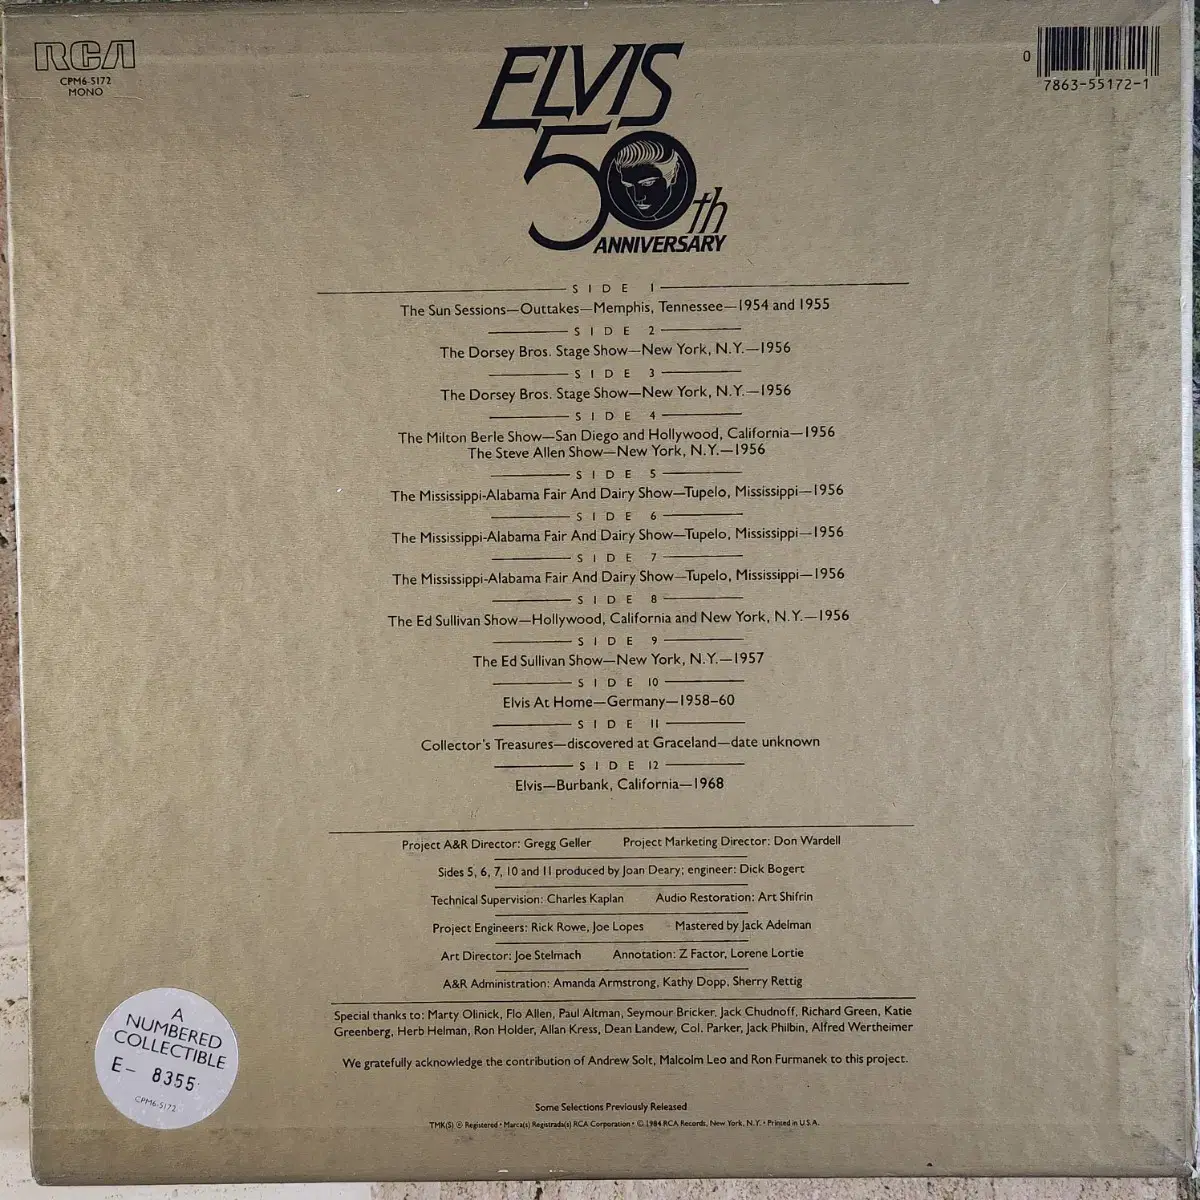 RCA
CPM6-5172
MONO
ELVIS
50th
ANNIVERSARY
0
7863-55172-1
SIDE 1
The Sun Sessions—Outtakes—Memphis, Tennessee—1954 and 1955
SIDE 2
The Dorsey Bros. Stage Show—New York, N.Y.—1956
SIDE 3
The Dorsey Bros. Stage Show—New York, N.Y.—1956
SIDE 4
The Milton Berle Show—San Diego and Hollywood, California—1956
The Steve Allen Show—New York, N.Y.—1956
SIDE 5
The Mississippi-Alabama Fair And Dairy Show—Tupelo, Mississippi—1956
SIDE 6
The Mississippi-Alabama Fair And Dairy Show—Tupelo, Mississippi—1956
SIDE 7
The Mississippi-Alabama Fair And Dairy Show—Tupelo, Mississippi—1956
SIDE 8
The Ed Sullivan Show—Hollywood, California and New York, N.Y.—1956
SIDE 9
The Ed Sullivan Show—New York, N.Y.—1957
SIDE 10
Elvis At Home—Germany—1958-60
SIDE 11
Collector's Treasures—discovered at Graceland—date unknown
SIDE 12
Elvis—Burbank, California—1968
Project A&R Director: Gregg Geller Project Marketing Director: Don Wardell
Sides 5, 6, 7, 10 and 11 produced by Joan Deary; engineer: Dick Bogert
Technical Supervision: Charles Kaplan Audio Restoration: Art Shifrin
Project Engineers: Rick Rowe, Joe Lopes Mastered by Jack Adelman
Art Director: Joe Stelmach Annotation: Z Factor, Lorene Lortie
A&R Administration: Amanda Armstrong, Kathy Dopp, Sherry Rettig
Special thanks to: Marty Olinick, Flo Allen, Paul Altman, Seymour Bricker, Jack Chudnoff, Richard Green, Katie
Greenberg, Herb Helman, Ron Holder, Allan Kress, Dean Landew, Col. Parker, Jack Philbin, Alfred Wertheimer
We gratefully acknowledge the contribution of Andrew Solt, Malcolm Leo and Ron Furmanek to this project.
A
NUMBERED
COLLECTIBLE
E- 8355
CPM6-5172
Some Selections Previously Released
TMK(S) ® Registered • Marca(s) Registrada(s) RCA Corporation • © 1984 RCA Records, New York, N.Y. • Printed in U.S.A.